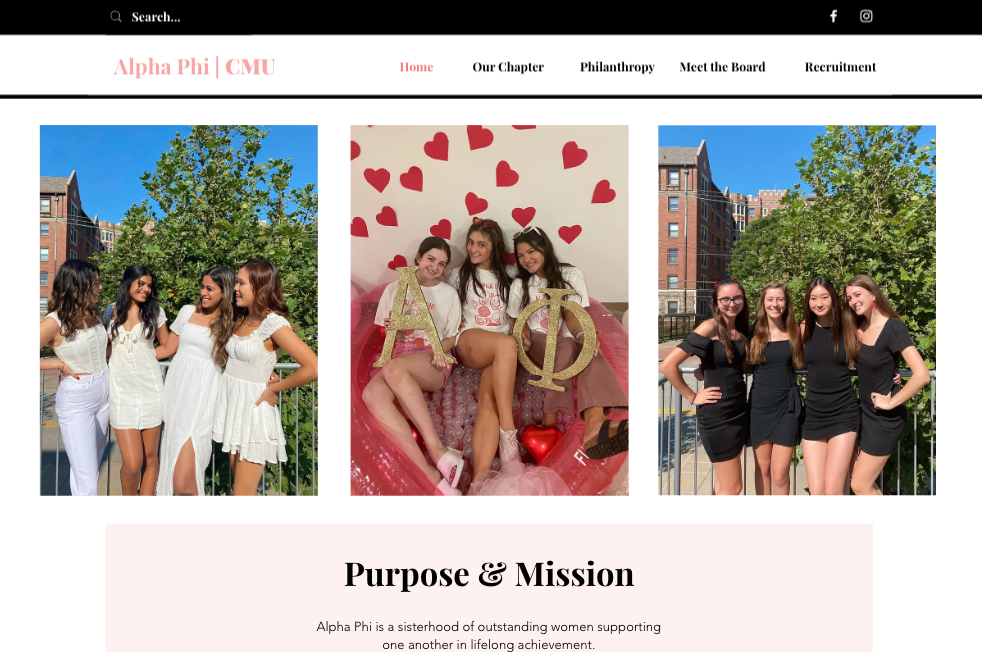 Search...
Alpha Phi | CMU
Home
Our Chapter
Philanthropy
Meet the Board
Recruitment
Α Φ
Purpose & Mission
Alpha Phi is a sisterhood of outstanding women supporting
one another in lifelong achievement.